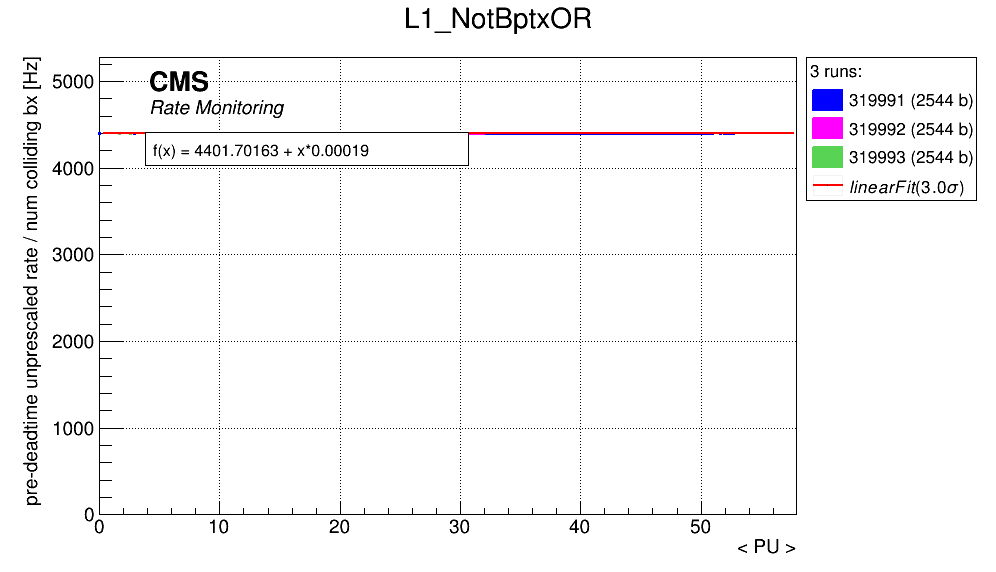 L1_NotBptxOR
pre-deadtime unprescaled rate / num colliding bx [Hz]
5000
4000
3000
2000
1000
0
CMS
Rate Monitoring
f(x) = 4401.70163 + x*0.00019
0 10 20 30 40 50
< PU >
3 runs:
319991 (2544 b)
319992 (2544 b)
319993 (2544 b)
linearFit(3.0σ)